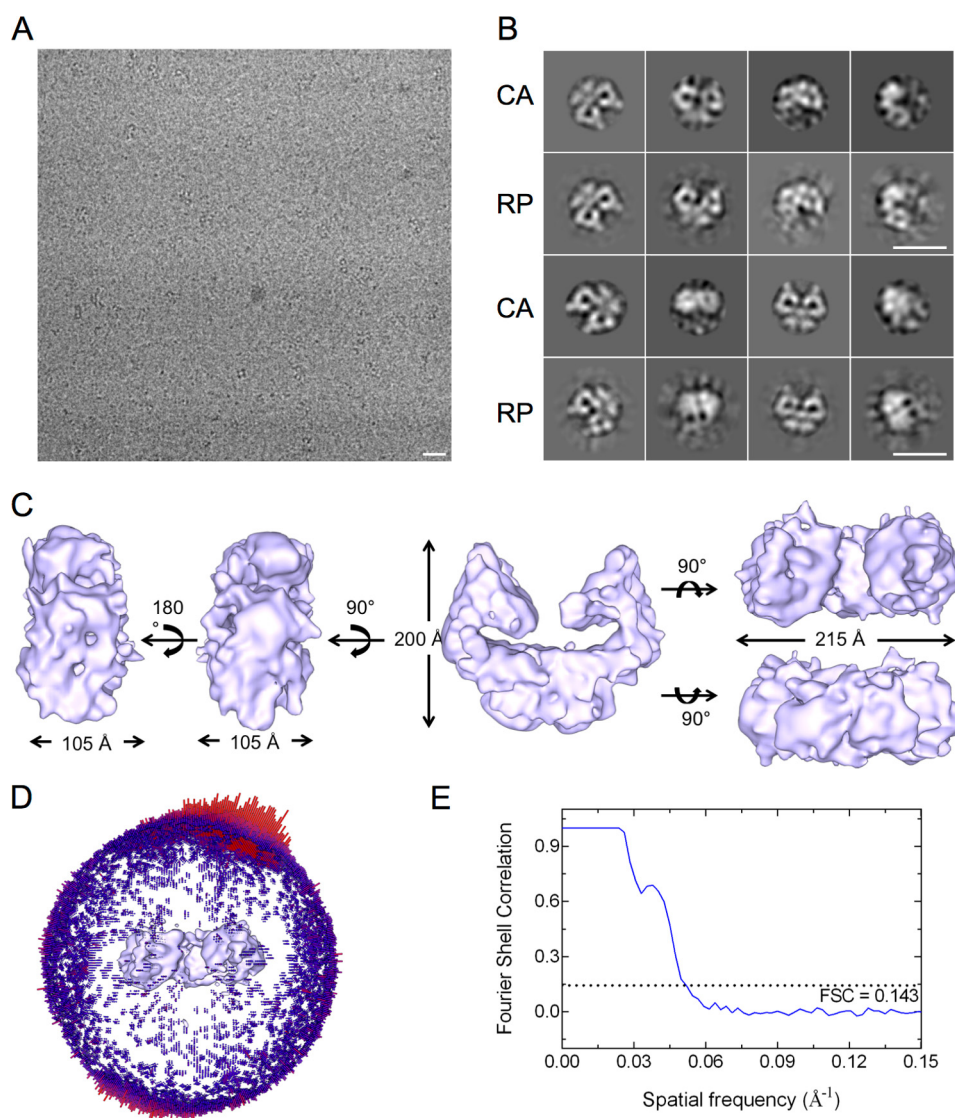 A
B
CA
RP
CA
RP
C
180
°
90°
200 Å
90°
90°
215 Å
105 Å
105 Å
D
E
Fourier Shell Correlation
0.9
0.6
0.3
0.0
FSC = 0.143
0.00 0.03 0.06 0.09 0.12 0.15
Spatial frequency (Å⁻¹)